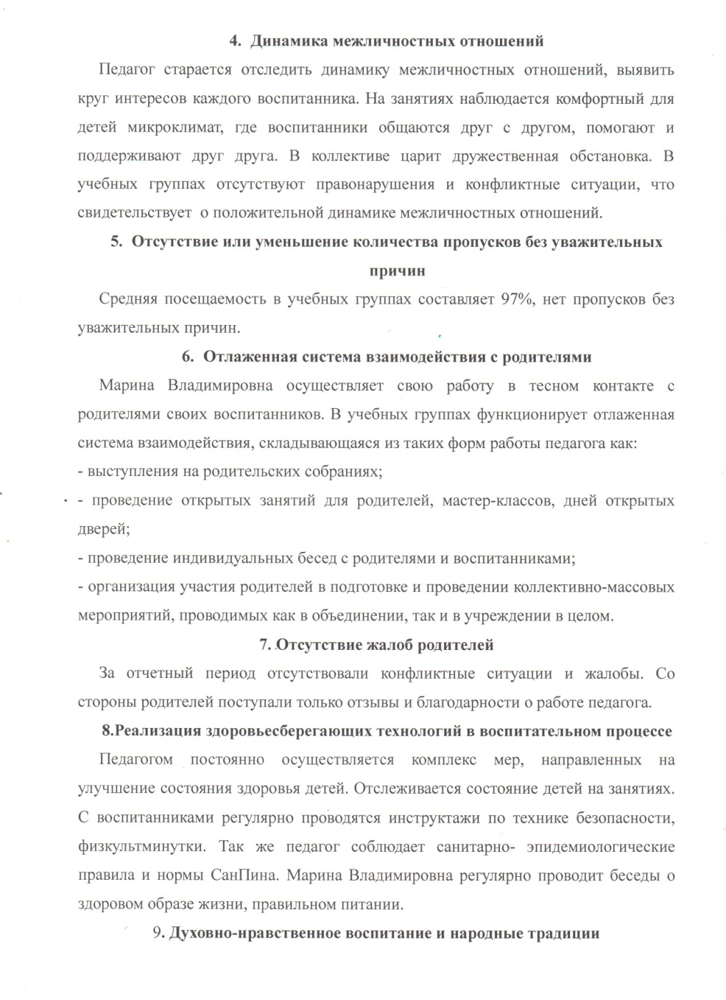 4. Динамика межличностных отношений
Педагог старается отследить динамику межличностных отношений, выявить
круг интересов каждого воспитанника. На занятиях наблюдается комфортный для
детей микроклимат, где воспитанники общаются друг с другом, помогают и
поддерживают друг друга. В коллективе царит дружественная обстановка. В
учебных группах отсутствуют правонарушения и конфликтные ситуации, что
свидетельствует о положительной динамике межличностных отношений.
5. Отсутствие или уменьшение количества пропусков без уважительных
причин
Средняя посещаемость в учебных группах составляет 97%, нет пропусков без
уважительных причин.
6. Отлаженная система взаимодействия с родителями
Марина Владимировна осуществляет свою работу в тесном контакте с
родителями своих воспитанников. В учебных группах функционирует отлаженная
система взаимодействия, складывающаяся из таких форм работы педагога как:
- выступления на родительских собраниях;
- проведение открытых занятий для родителей, мастер-классов, дней открытых
дверей;
- проведение индивидуальных бесед с родителями и воспитанниками;
- организация участия родителей в подготовке и проведении коллективно-массовых
мероприятий, проводимых как в объединении, так и в учреждении в целом.
7. Отсутствие жалоб родителей
За отчетный период отсутствовали конфликтные ситуации и жалобы. Со
стороны родителей поступали только отзывы и благодарности о работе педагога.
8.Реализация здоровьесберегающих технологий в воспитательном процессе
Педагогом постоянно осуществляется комплекс мер, направленных на
улучшение состояния здоровья детей. Отслеживается состояние детей на занятиях.
С воспитанниками регулярно проводятся инструктажи по технике безопасности,
физкультминутки. Так же педагог соблюдает санитарно- эпидемиологические
правила и нормы СанПина. Марина Владимировна регулярно проводит беседы о
здоровом образе жизни, правильном питании.
9. Духовно-нравственное воспитание и народные традиции